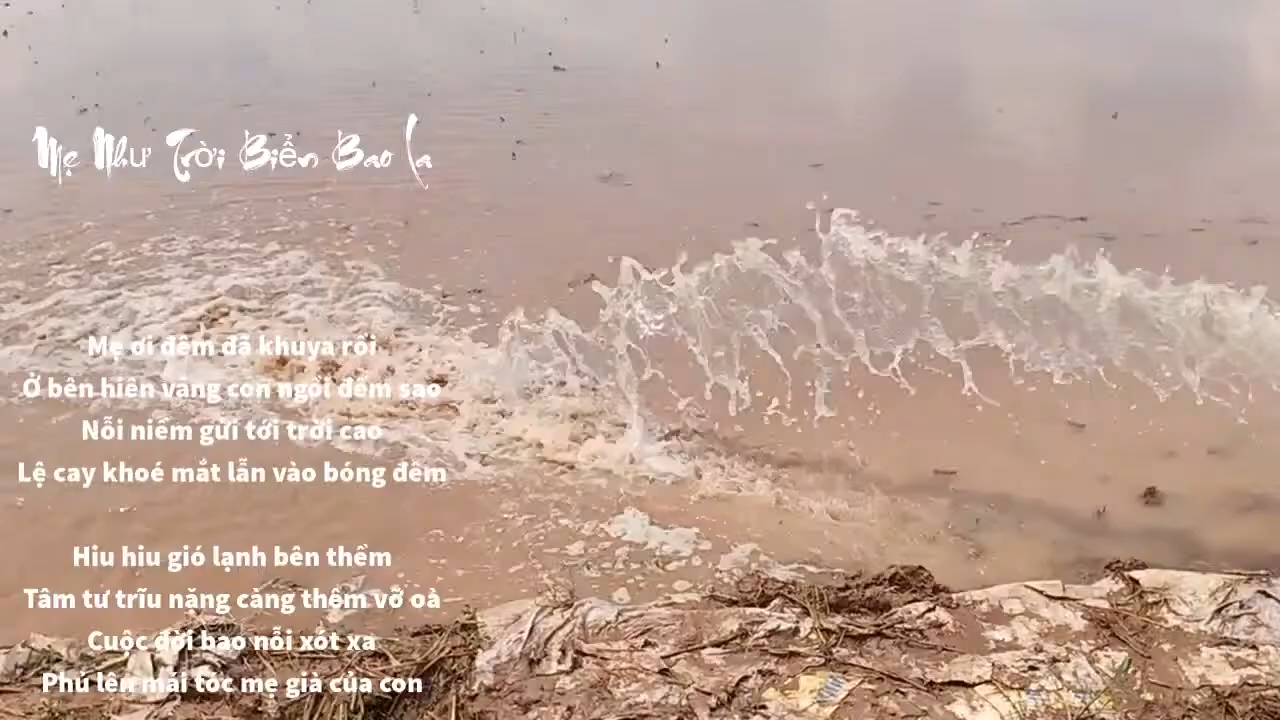 Mẹ Như Trời Biển Bao La
Mẹ ơi đêm đã khuya rồi
Ở bên hiên vắng con ngồi đếm sao
Nỗi niềm gửi tới trời cao
Lệ cay khoé mắt lẫn vào bóng đêm
Hiu hiu gió lạnh bên thềm
Tâm tư trĩu nặng càng thêm vỡ oà
Cuộc đời bao nỗi xót xa
Phủ lên mái tóc mẹ già của con